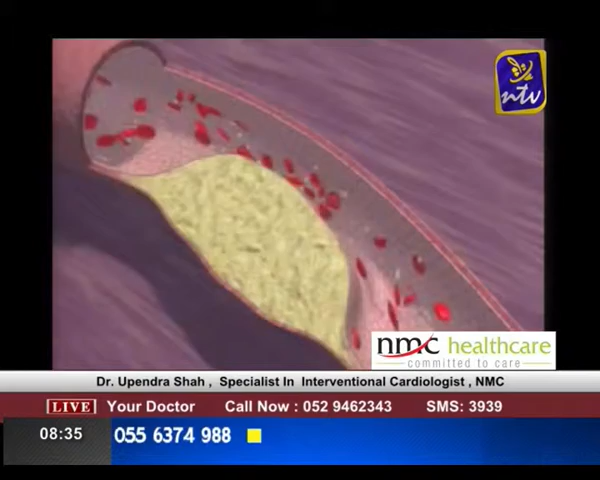 ntv
nmc healthcare
committed to care
Dr. Upendra Shah , Specialist In Interventional Cardiologist , NMC
LIVE Your Doctor Call Now : 052 9462343 SMS: 3939
08:35 055 6374 988